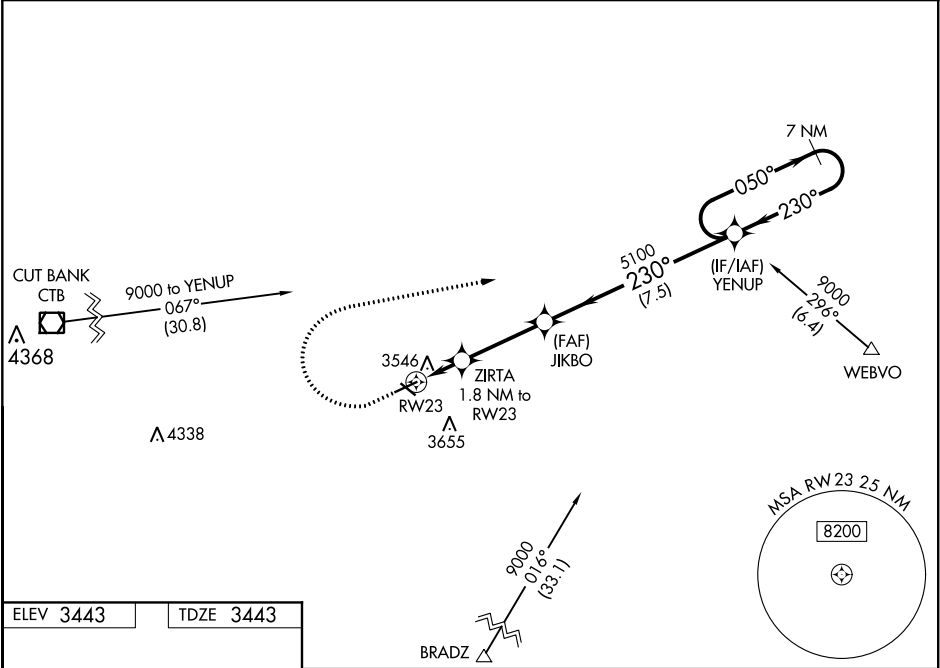 7 NM
050°
230°
5100
230°
(7.5)
(IF/IAF)
YENUP
CUT BANK
CTB
9000 to YENUP
067°
(30.8)
4368
9000
296°
(6.4)
WEBVO
(FAF)
JIKBO
3546
ZIRTA
1.8 NM to
RW23
RW23
3655
4338
MSA RW 23 25 NM
8200
9000
016°
(33.1)
BRADZ
ELEV 3443
TDZE 3443